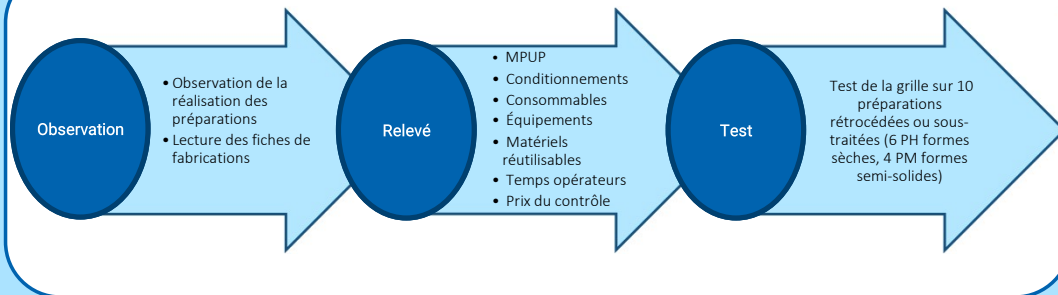 Observation
• Observation de la
réalisation des
préparations
• Lecture des fiches de
fabrications
Relevé
• MPUP
• Conditionnements
• Consommables
• Équipements
• Matériels
réutilisables
• Temps opérateurs
• Prix du contrôle
Test
Test de la grille sur 10
préparations
rétrocédées ou sous-
traitées (6 PH formes
sèches, 4 PM formes
semi-solides)